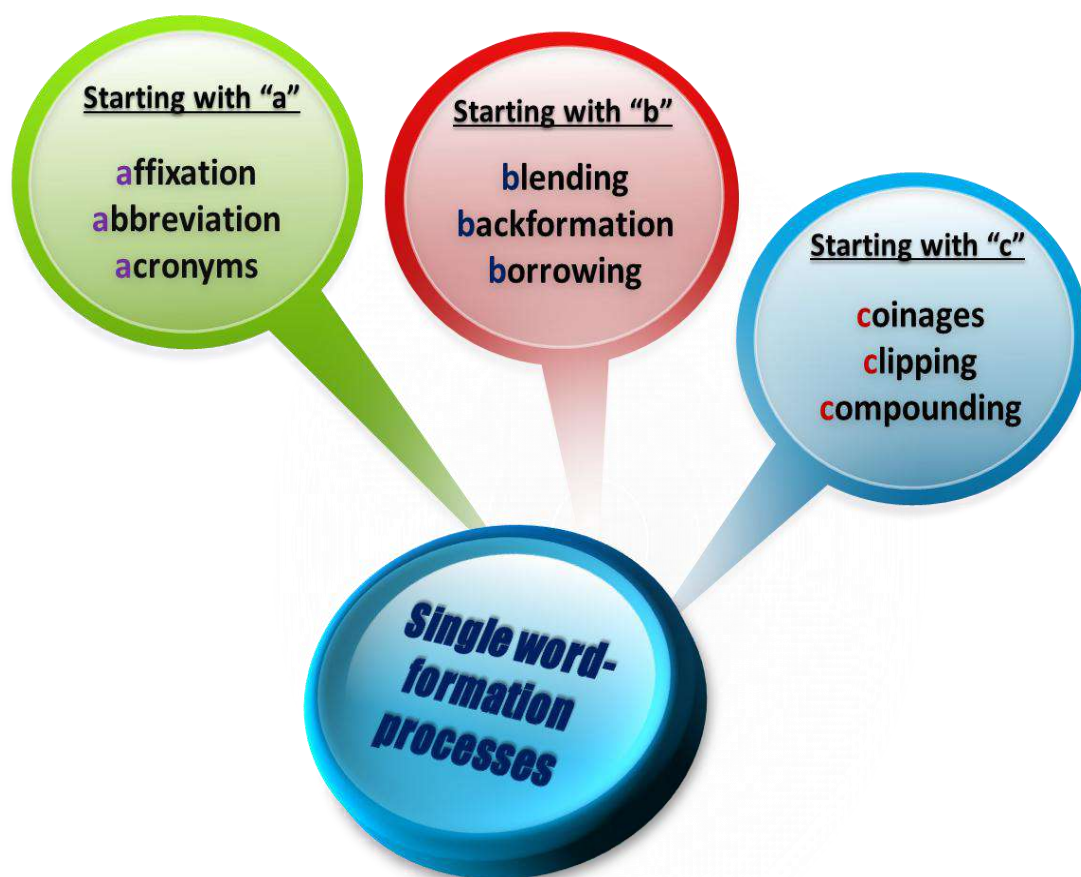 Starting with “a”
affixation
abbreviation
acronyms
Starting with “b”
blending
backformation
borrowing
Starting with “c”
coinages
clipping
compounding
Single word-
formation
processes